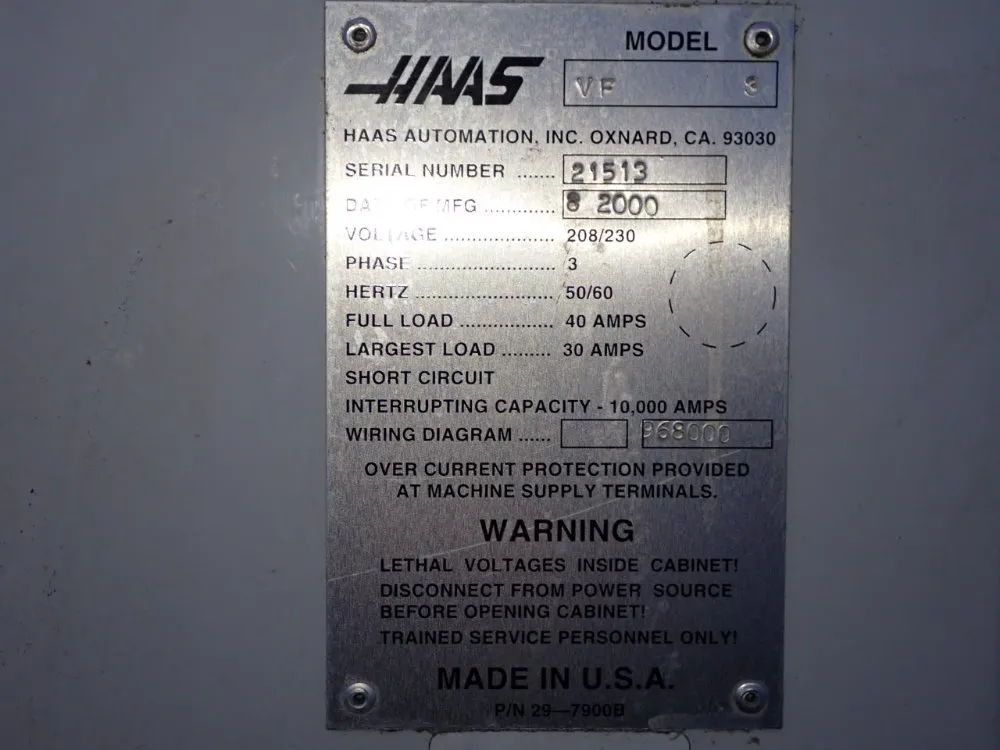 MODEL
HAAS VF 3
HAAS AUTOMATION, INC. OXNARD, CA. 93030
SERIAL NUMBER ....... 21513
DATE OF MFG ............. 8 2000
VOLTAGE .................... 208/230
PHASE ......................... 3
HERTZ ......................... 50/60
FULL LOAD ................. 40 AMPS
LARGEST LOAD ......... 30 AMPS
SHORT CIRCUIT
INTERRUPTING CAPACITY - 10,000 AMPS
WIRING DIAGRAM ...... 968000
OVER CURRENT PROTECTION PROVIDED
AT MACHINE SUPPLY TERMINALS.
WARNING
LETHAL VOLTAGES INSIDE CABINET!
DISCONNECT FROM POWER SOURCE
BEFORE OPENING CABINET!
TRAINED SERVICE PERSONNEL ONLY!
MADE IN U.S.A.
P/N 29—7900B